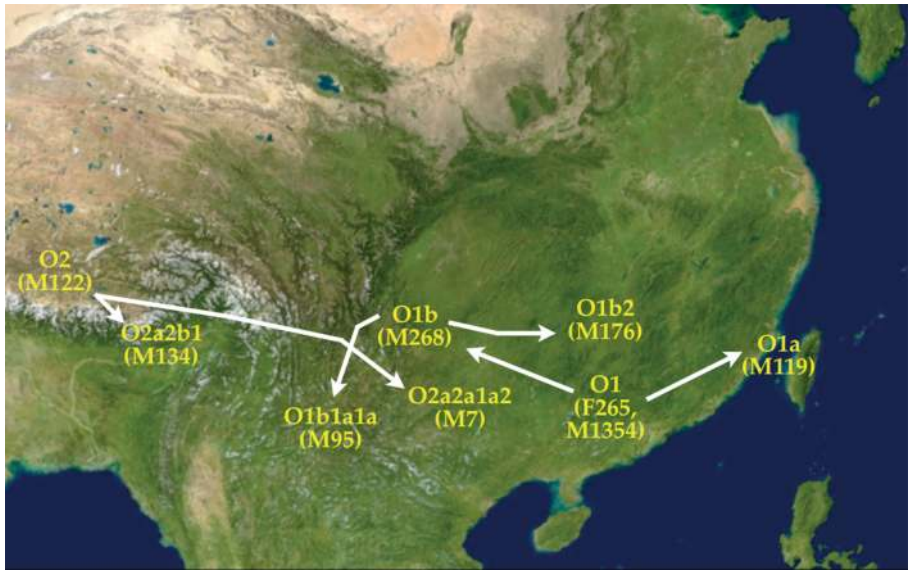 O2
(M122)
O2a2b1
(M134)
O1b
(M268)
O1b2
(M176)
O1a
(M119)
O1b1a1a
(M95)
O2a2a1a2
(M7)
O1
(F265,
M1354)